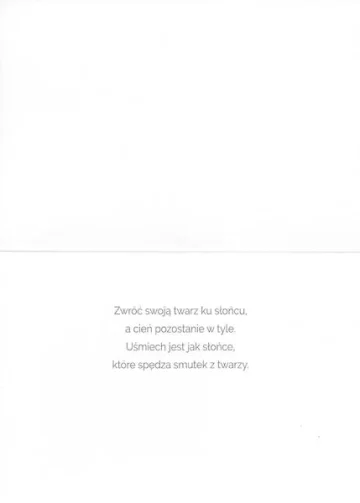 Zwróć swoją twarz ku słońcu,
a cień pozostanie w tyle.
Uśmiech jest jak słońce,
które spędza smutek z twarzy.